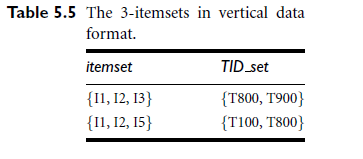 Table 5.5 The 3-itemsets in vertical data
format.
itemset TID_set
{I1, I2, I3} {T800, T900}
{I1, I2, I5} {T100, T800}